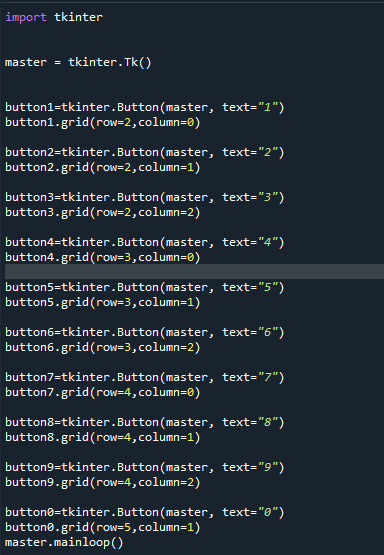 import tkinter
master = tkinter.Tk()
button1=tkinter.Button(master, text="1")
button1.grid(row=2,column=0)
button2=tkinter.Button(master, text="2")
button2.grid(row=2,column=1)
button3=tkinter.Button(master, text="3")
button3.grid(row=2,column=2)
button4=tkinter.Button(master, text="4")
button4.grid(row=3,column=0)
button5=tkinter.Button(master, text="5")
button5.grid(row=3,column=1)
button6=tkinter.Button(master, text="6")
button6.grid(row=3,column=2)
button7=tkinter.Button(master, text="7")
button7.grid(row=4,column=0)
button8=tkinter.Button(master, text="8")
button8.grid(row=4,column=1)
button9=tkinter.Button(master, text="9")
button9.grid(row=4,column=2)
button0=tkinter.Button(master, text="0")
button0.grid(row=5,column=1)
master.mainloop()